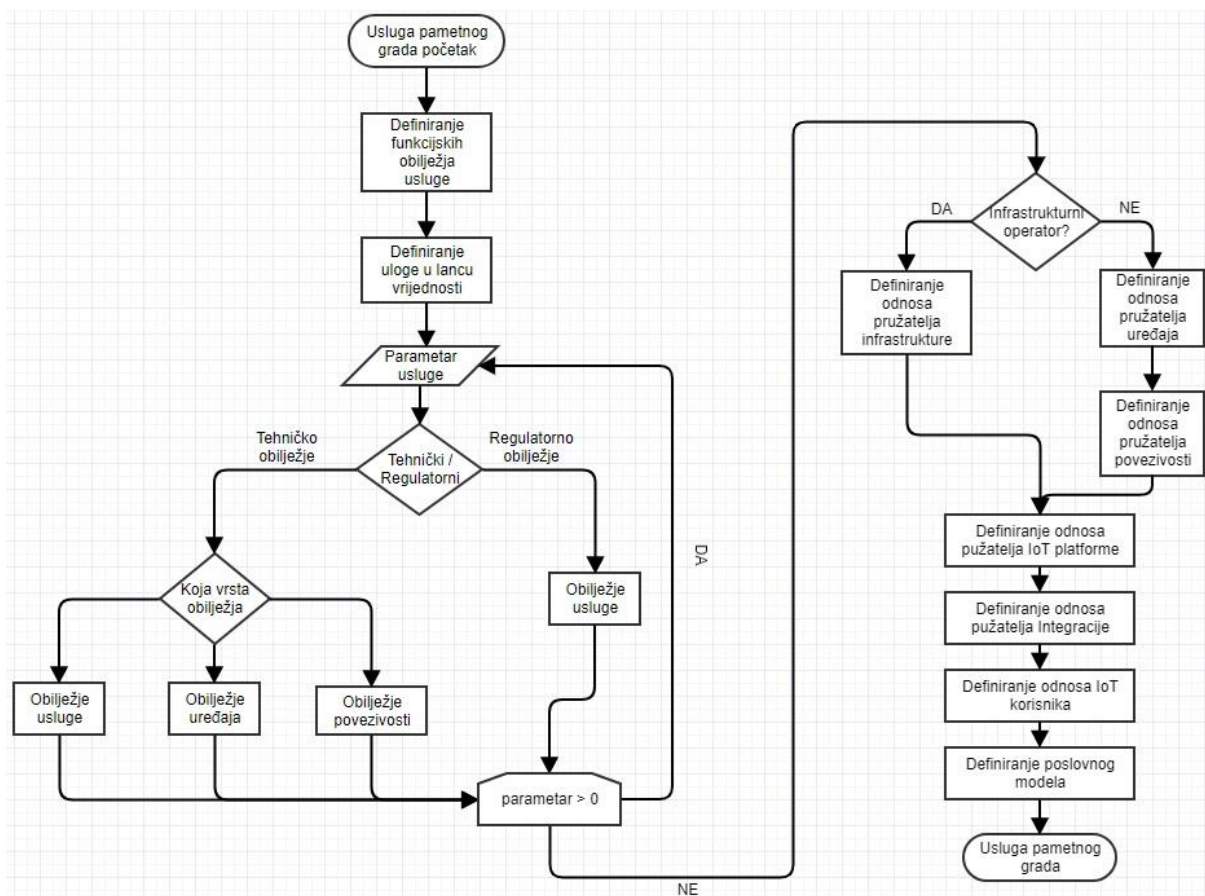 Usluga pametnog
grada početak
Definiranje
funkcijskih
obilježja
usluge
Definiranje
uloge u lancu
vrijednosti
Parametar
usluge
Tehničko
obilježje
Tehnički /
Regulatorni
Regulatorno
obilježje
Koja vrsta
obilježja
Obilježje
usluge
Obilježje
usluge
Obilježje
uređaja
Obilježje
povezivosti
parametar > 0
DA
NE
Infrastrukturni
operator?
DA
NE
Definiranje
odnosa
pružatelja
infrastrukture
Definiranje
odnosa
pružatelja
uređaja
Definiranje
odnosa
pružatelja
povezivosti
Definiranje odnosa
pužatelja IoT platforme
Definiranje odnosa
pužatelja Integracije
Definiranje odnosa IoT
korisnika
Definiranje poslovnog
modela
Usluga pametnog
grada